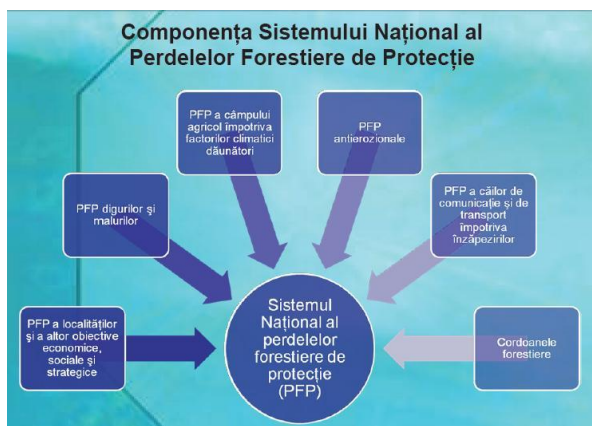 Componența Sistemului Național al
Perdelelor Forestiere de Protecție
PFP a localităților
și a altor obiective
economice,
sociale și
strategice
PFP digurilor și
malurilor
PFP a câmpului
agricol împotriva
factorilor climatici
dăunători
PFP
antierozionale
PFP a căilor de
comunicație și de
transport
împotriva
înzăpezirilor
Cordoanele
forestiere
Sistemul
Național al
perdelelor
forestiere de
protecție
(PFP)